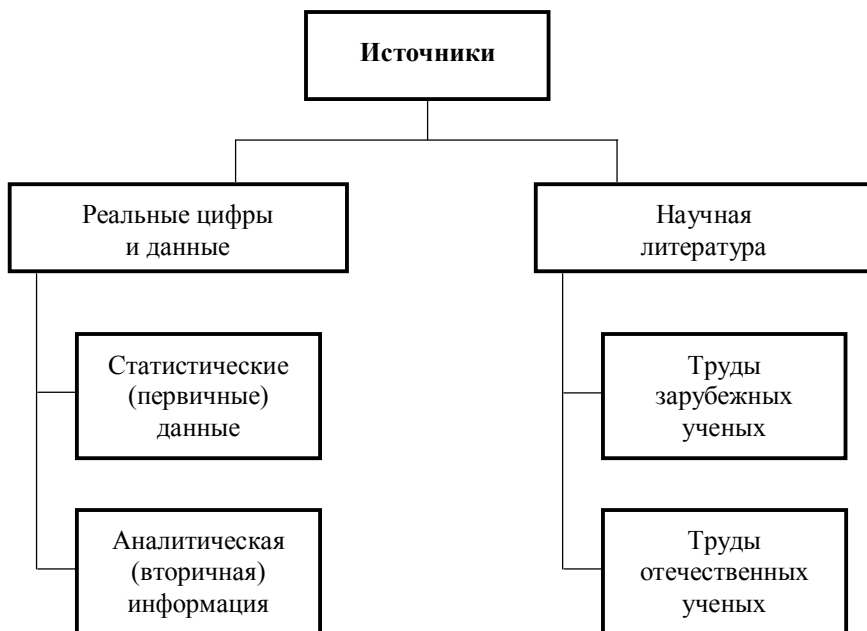 Источники
Реальные цифры
и данные
Статистические
(первичные)
данные
Аналитическая
(вторичная)
информация
Научная
литература
Труды
зарубежных
ученых
Труды
отечественных
ученых